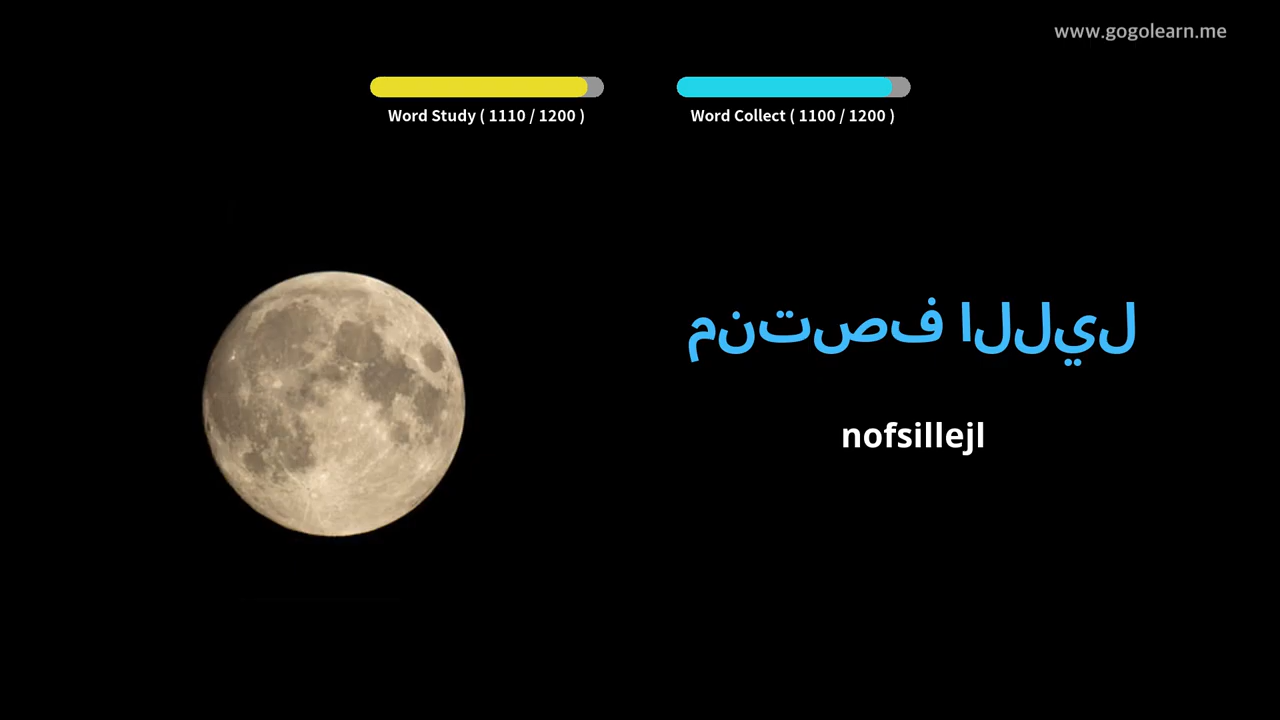 www.gogolearn.me
Word Study ( 1110 / 1200 )
Word Collect ( 1100 / 1200 )
منتصف الليل
nofsillejl